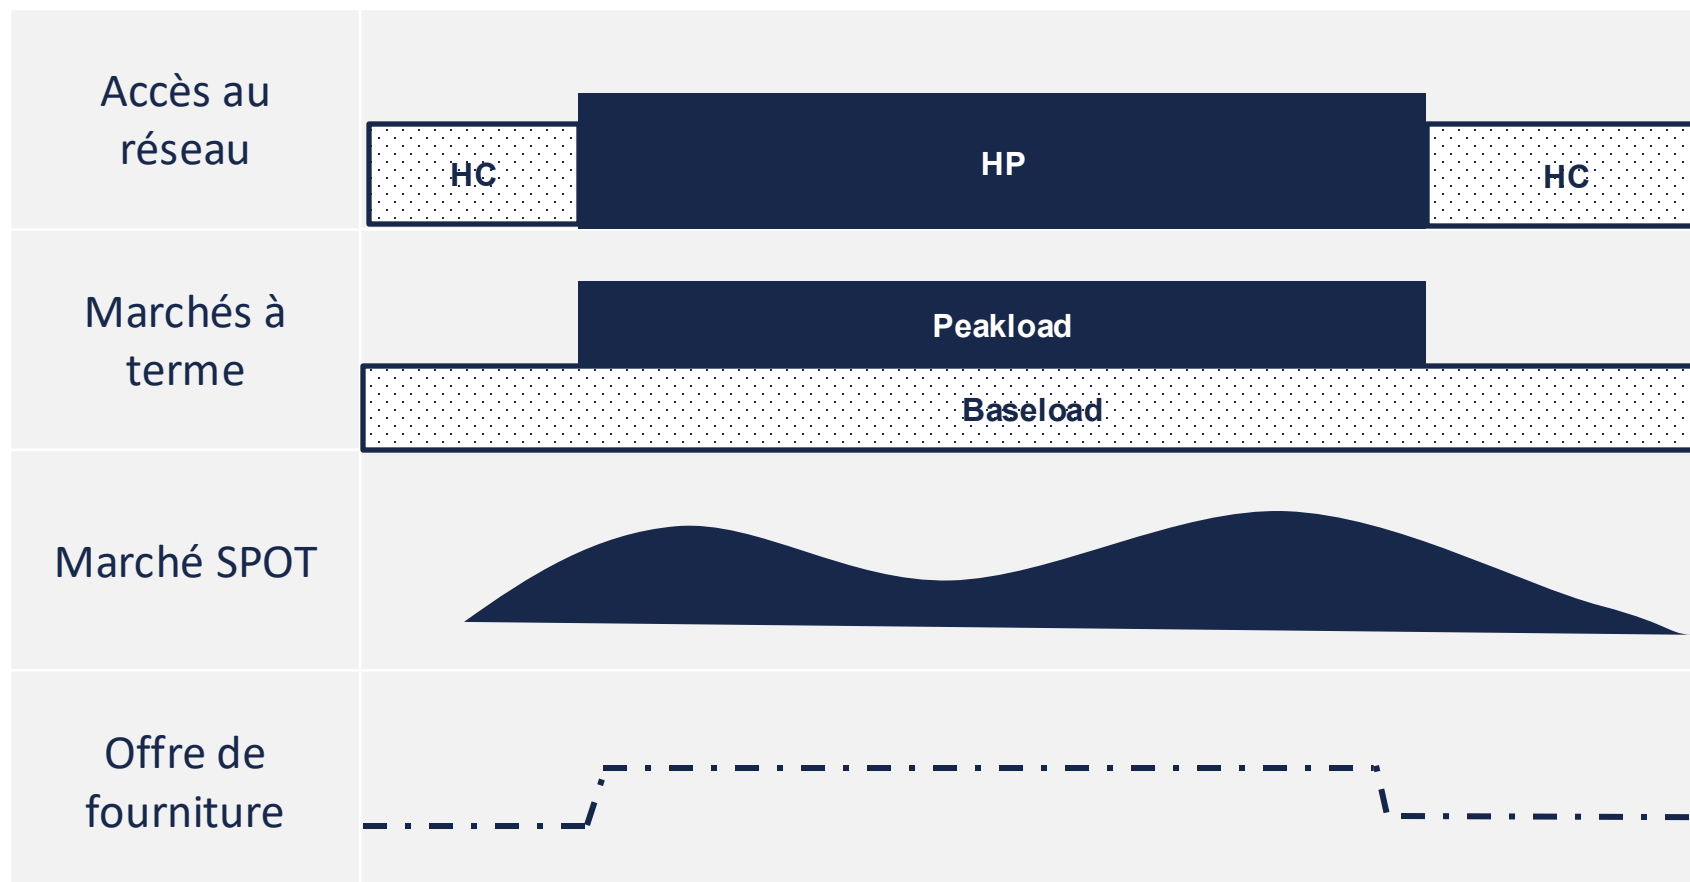 Accès au
réseau
HC
HP
HC
Marchés à
terme
Peakload
Baseload
Marché SPOT
Offre de
fourniture